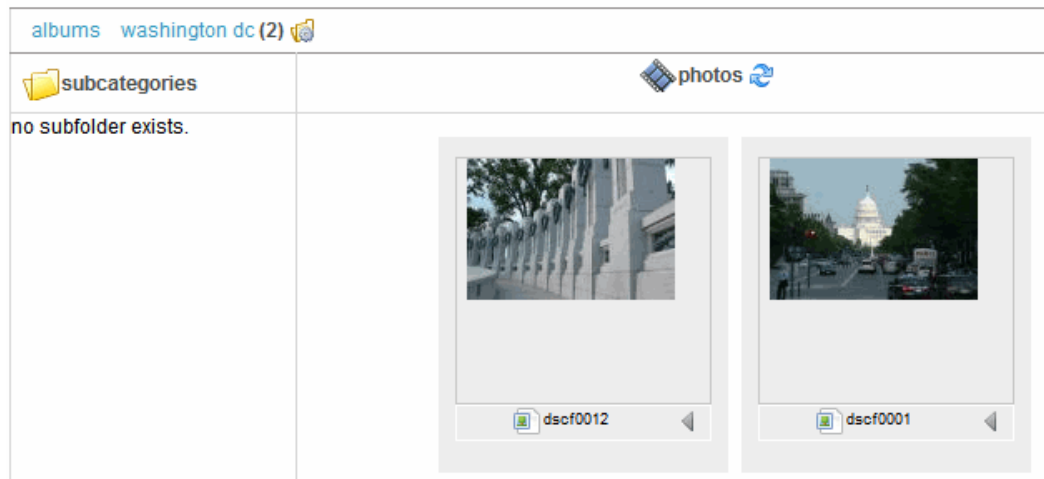 albums washington dc (2)
subcategories
photos
no subfolder exists.
dscf0012
dscf0001